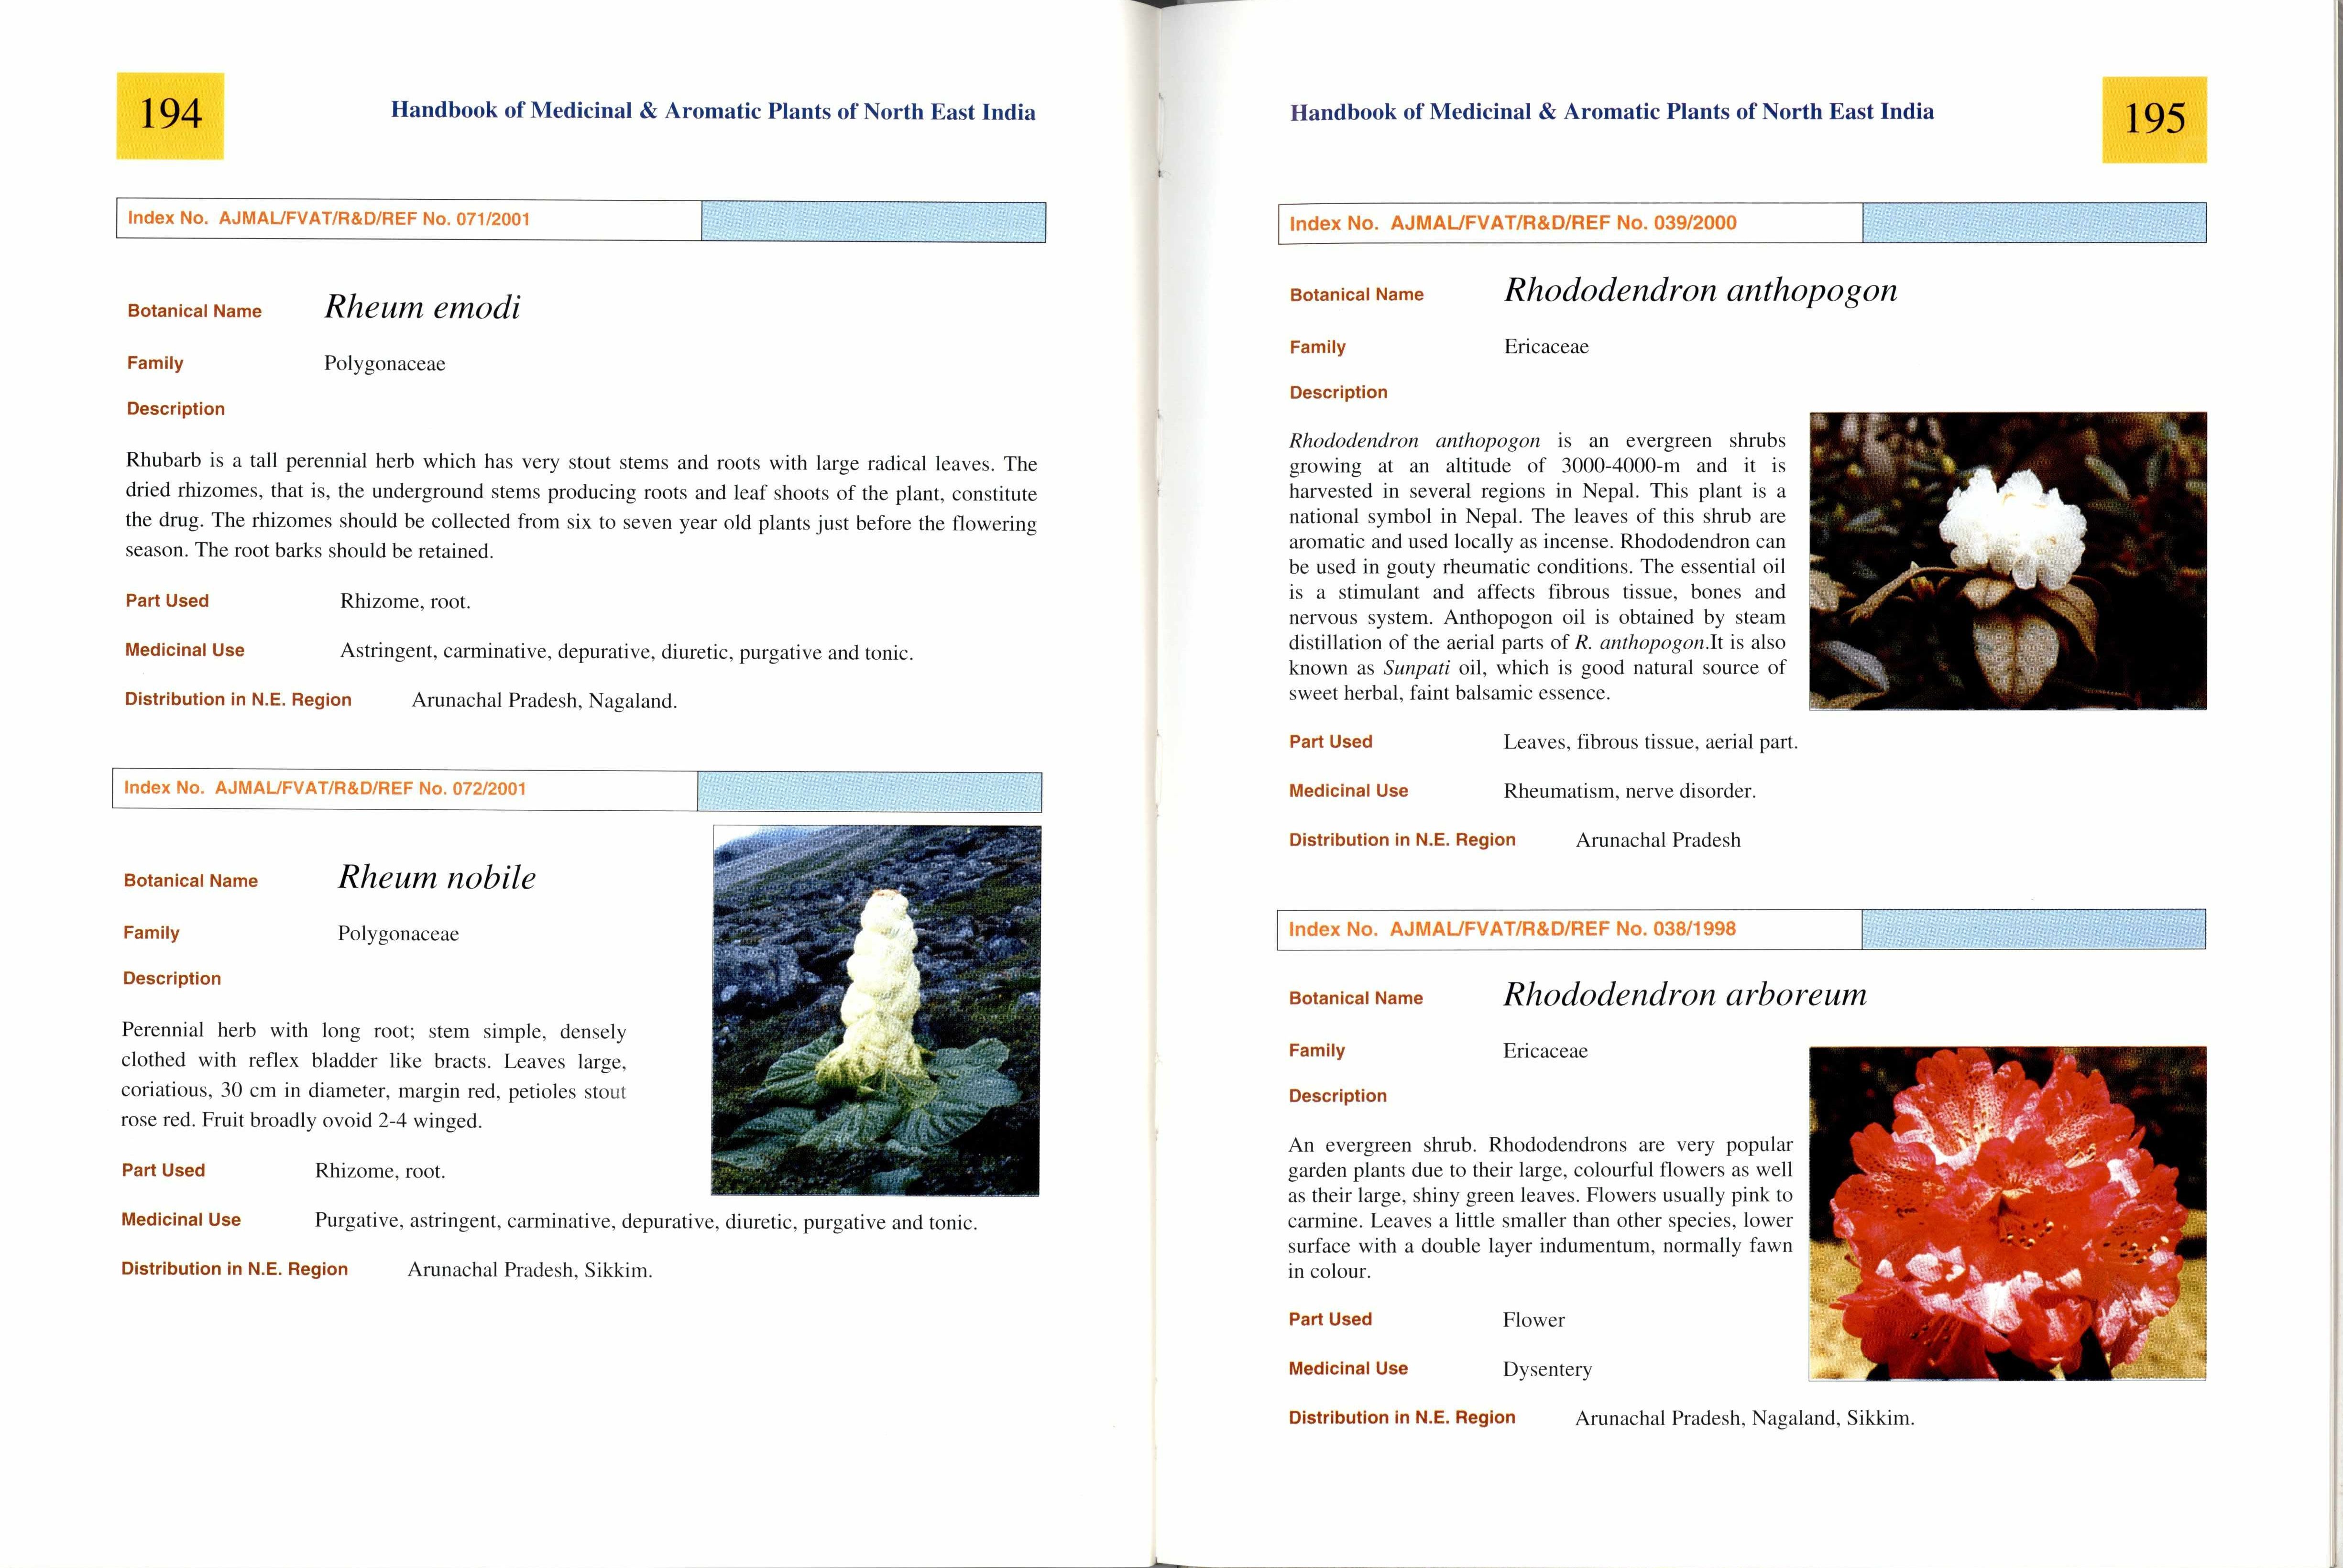 194
Handbook of Medicinal & Aromatic Plants of North East India
Index No. AJMAL/FVAT/R&D/REF No. 071/2001
Botanical Name Rheum emodi
Family Polygonaceae
Description
Rhubarb is a tall perennial herb which has very stout stems and roots with large radical leaves. The
dried rhizomes, that is, the underground stems producing roots and leaf shoots of the plant, constitute
the drug. The rhizomes should be collected from six to seven year old plants just before the flowering
season. The root barks should be retained.
Part Used Rhizome, root.
Medicinal Use Astringent, carminative, depurative, diuretic, purgative and tonic.
Distribution in N.E. Region Arunachal Pradesh, Nagaland.
Index No. AJMAL/FVAT/R&D/REF No. 072/2001
Botanical Name Rheum nobile
Family Polygonaceae
Description
Perennial herb with long root; stem simple, densely
clothed with reflex bladder like bracts. Leaves large,
coriatious, 30 cm in diameter, margin red, petioles stout
rose red. Fruit broadly ovoid 2-4 winged.
Part Used Rhizome, root.
Medicinal Use Purgative, astringent, carminative, depurative, diuretic, purgative and tonic.
Distribution in N.E. Region Arunachal Pradesh, Sikkim.
Handbook of Medicinal & Aromatic Plants of North East India
195
Index No. AJMAL/FVAT/R&D/REF No. 039/2000
Botanical Name Rhododendron anthopogon
Family Ericaceae
Description
Rhododendron anthopogon is an evergreen shrubs
growing at an altitude of 3000-4000-m and it is
harvested in several regions in Nepal. This plant is a
national symbol in Nepal. The leaves of this shrub are
aromatic and used locally as incense. Rhododendron can
be used in gouty rheumatic conditions. The essential oil
is a stimulant and affects fibrous tissue, bones and
nervous system. Anthopogon oil is obtained by steam
distillation of the aerial parts of R. anthopogon.It is also
known as Sunpati oil, which is good natural source of
sweet herbal, faint balsamic essence.
Part Used Leaves, fibrous tissue, aerial part.
Medicinal Use Rheumatism, nerve disorder.
Distribution in N.E. Region Arunachal Pradesh
Index No. AJMAL/FVAT/R&D/REF No. 038/1998
Botanical Name Rhododendron arboreum
Family Ericaceae
Description
An evergreen shrub. Rhododendrons are very popular
garden plants due to their large, colourful flowers as well
as their large, shiny green leaves. Flowers usually pink to
carmine. Leaves a little smaller than other species, lower
surface with a double layer indumentum, normally fawn
in colour.
Part Used Flower
Medicinal Use Dysentery
Distribution in N.E. Region Arunachal Pradesh, Nagaland, Sikkim.